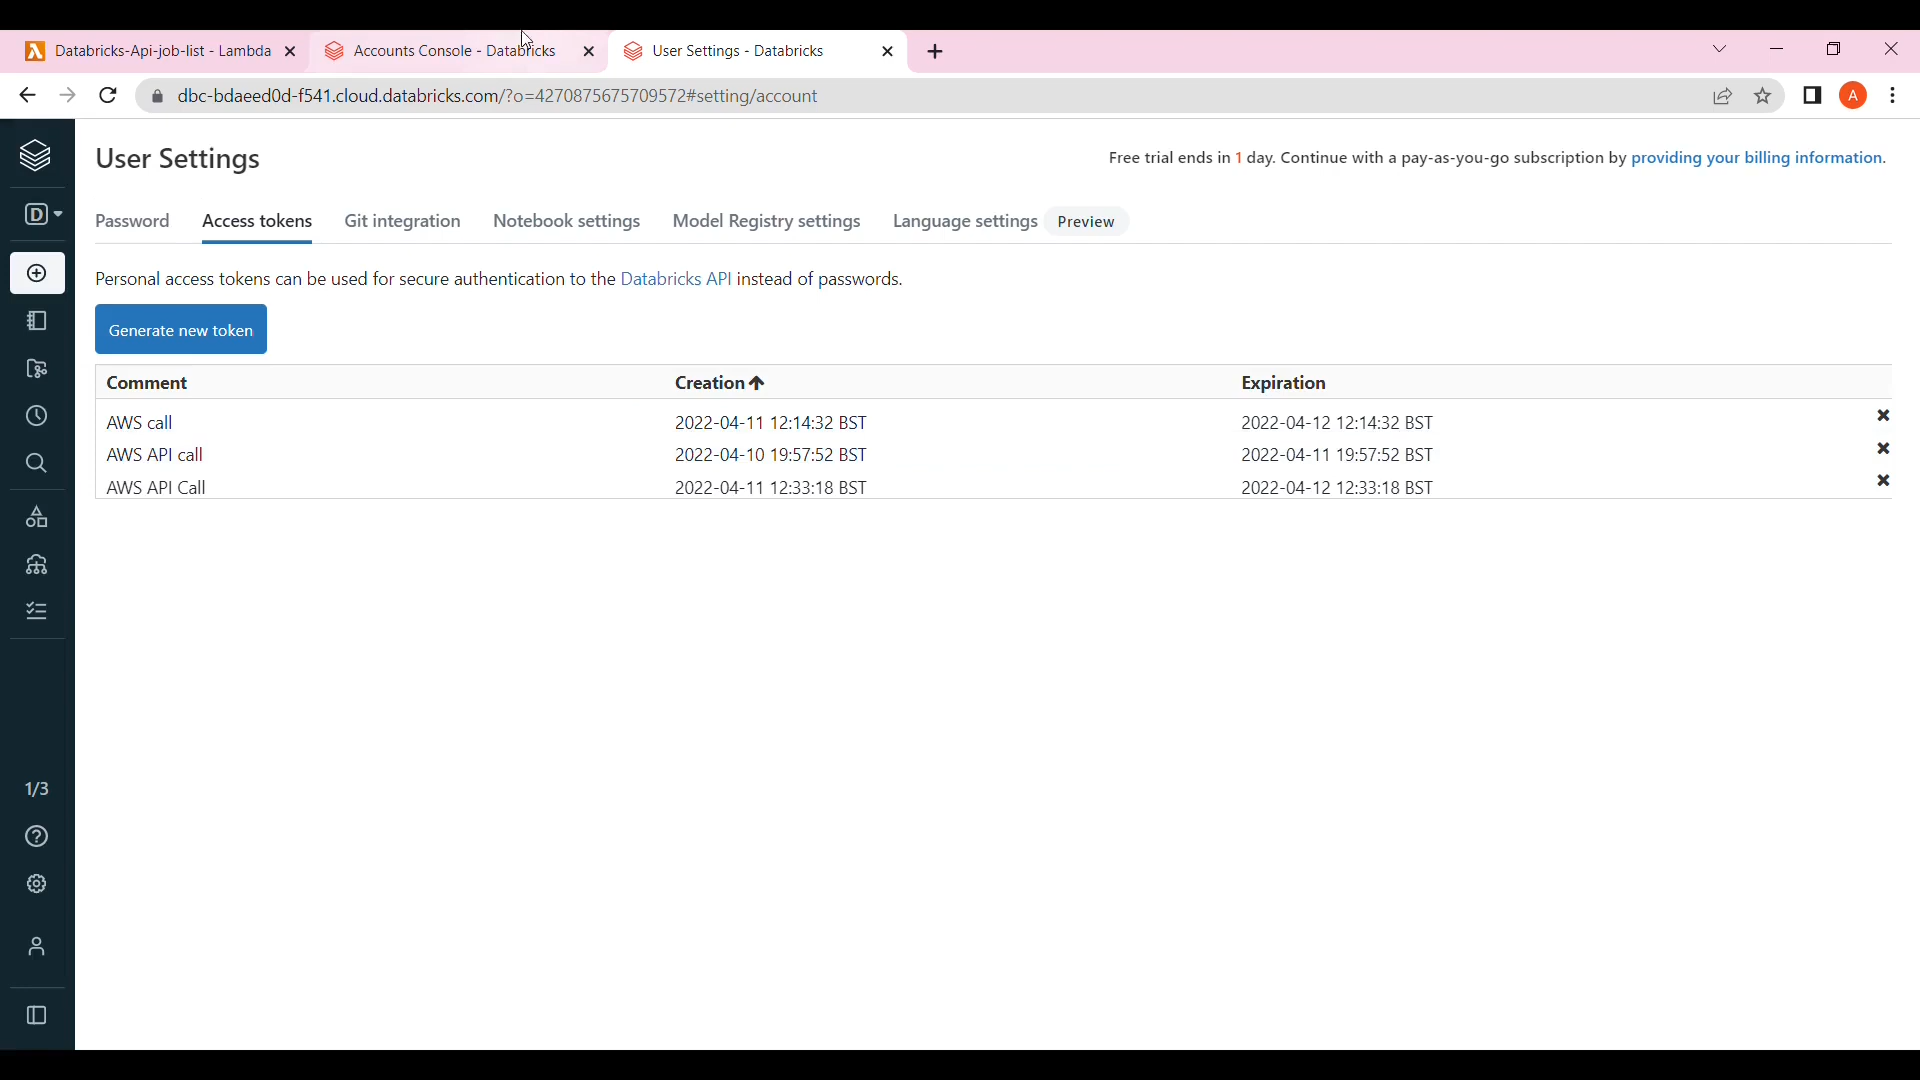 Databricks-Api-job-list - Lambda
Accounts Console - Databricks
User Settings - Databricks
dbc-bdaeed0d-f541.cloud.databricks.com/?o=4270875675709572#setting/account
A
User Settings
Free trial ends in 1 day. Continue with a pay-as-you-go subscription by providing your billing information.
D
Password Access tokens Git integration Notebook settings Model Registry settings Language settings Preview
Personal access tokens can be used for secure authentication to the Databricks API instead of passwords.
Generate new token
Comment Creation Expiration
AWS call 2022-04-11 12:14:32 BST 2022-04-12 12:14:32 BST
AWS API call 2022-04-10 19:57:52 BST 2022-04-11 19:57:52 BST
AWS API Call 2022-04-11 12:33:18 BST 2022-04-12 12:33:18 BST
1/3